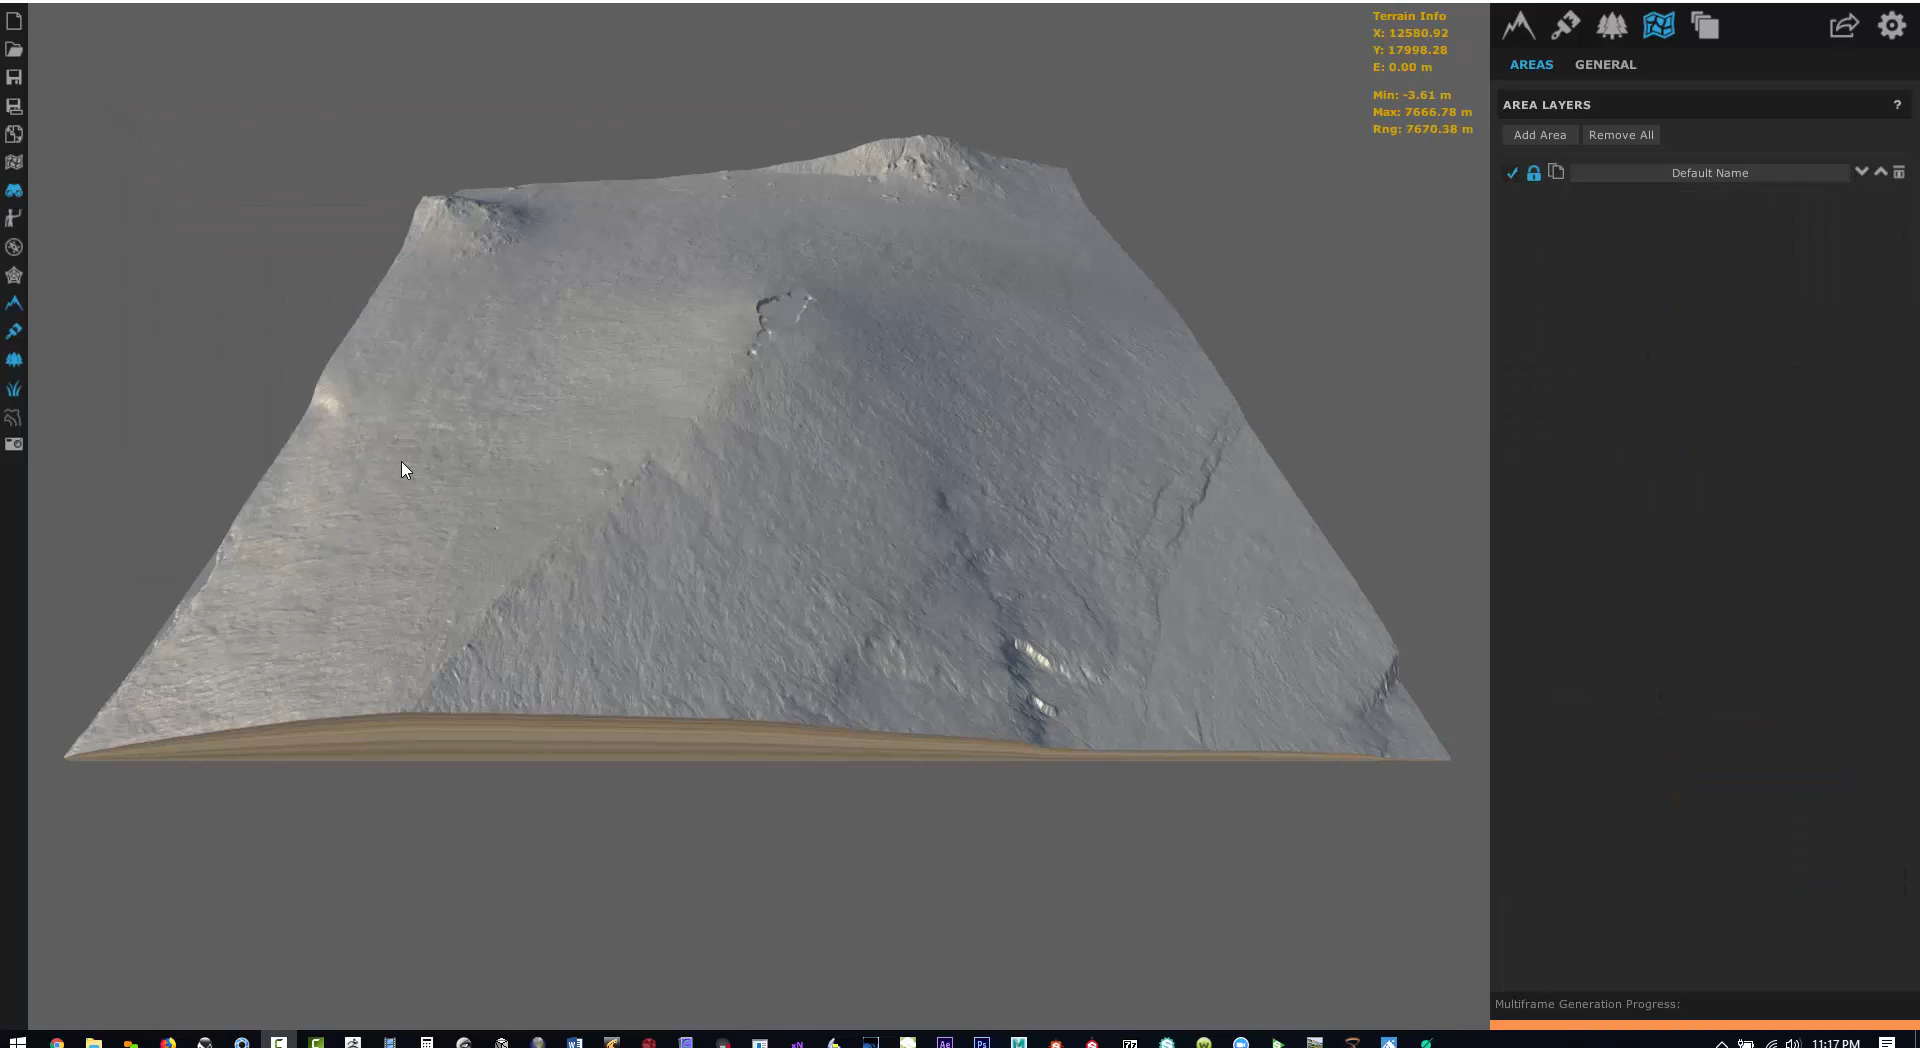 Terrain Info
X: 12580.92
Y: 17998.28
E: 0.00 m
Min: -3.61 m
Max: 7666.78 m
Rng: 7670.38 m
AREAS GENERAL
AREA LAYERS ?
Add Area Remove All
Default Name
Multiframe Generation Progress:
11:17 PM